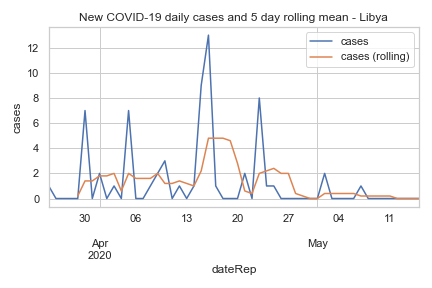 New COVID-19 daily cases and 5 day rolling mean - Libya
cases
cases (rolling)
cases
12
10
8
6
4
2
0
30 06 13 20 27 04 11
Apr May
2020
dateRep